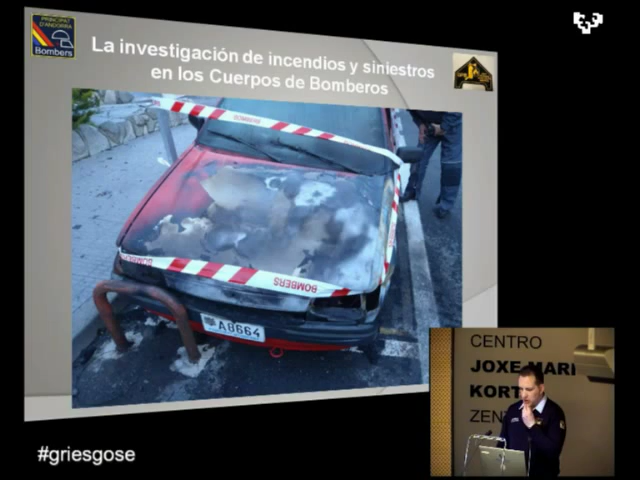 PRINCIPAT
D'ANDORRA
Bombers
La investigación de incendios y siniestros
en los Cuerpos de Bomberos
BOMBERS
BOMBERS
A8664
CENTRO
JOXE MARI
KORT
ZEN
#griesgose